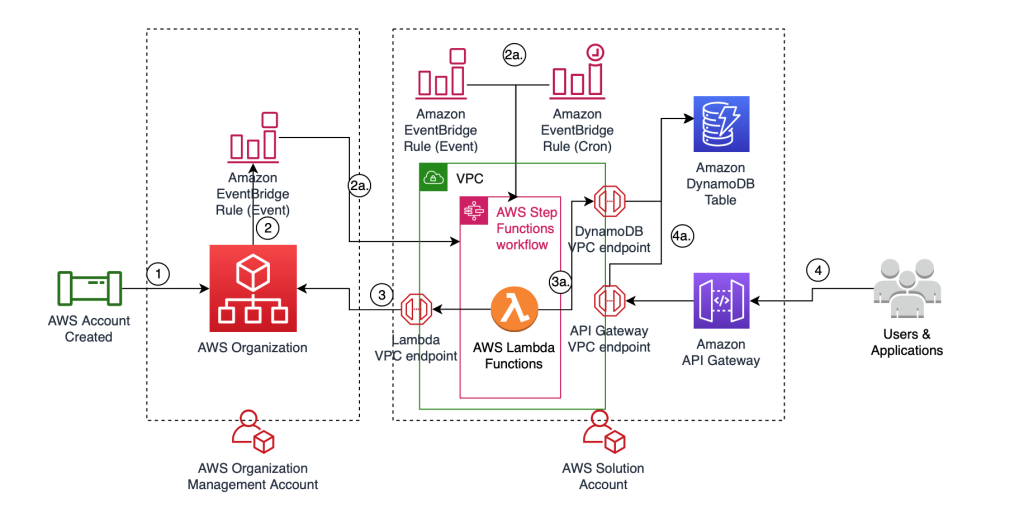 2a.
Amazon
EventBridge
Rule (Event)
Amazon
EventBridge
Rule (Cron)
Amazon
DynamoDB
Table
Amazon
EventBridge
Rule (Event)
2a.
VPC
AWS Step
Functions
workflow
2
DynamoDB
VPC endpoint
4a.
1
AWS Account
Created
AWS Organization
3
Lambda
VPC endpoint
3a.
AWS Lambda
Functions
API Gateway
VPC endpoint
Amazon
API Gateway
4
Users &
Applications
AWS Organization
Management Account
AWS Solution
Account